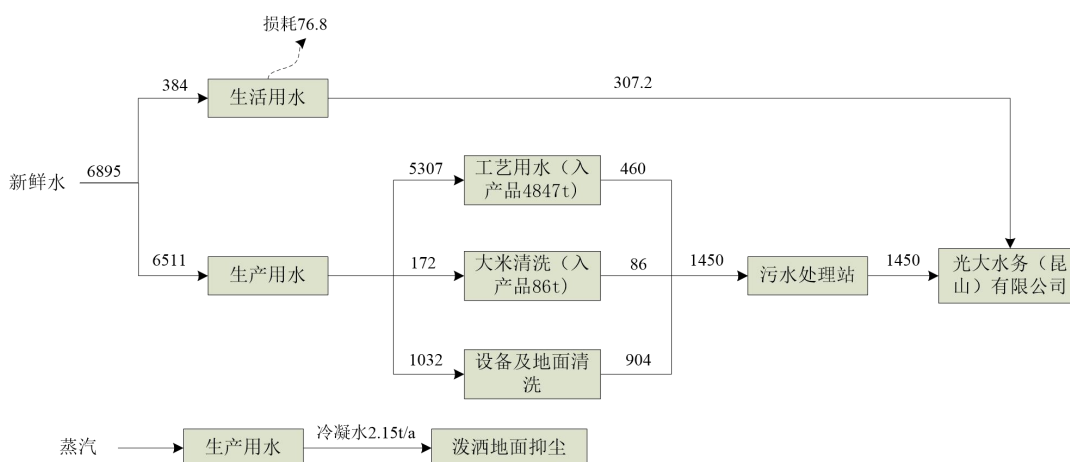 损耗76.8
384
生活用水
307.2
新鲜水
6895
5307
工艺用水（入
产品4847t）
460
6511
生产用水
172
大米清洗（入
产品86t）
86
1450
污水处理站
1450
光大水务（昆
山）有限公司
1032
设备及地面清
洗
904
蒸汽
生产用水
冷凝水2.15t/a
泼洒地面抑尘